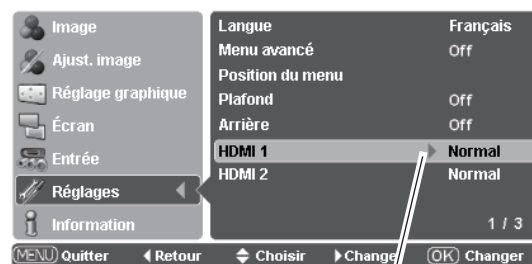 Image
Ajust. image
Réglage graphique
Écran
Entrée
Réglages
Information
Langue Français
Menu avancé Off
Position du menu
Plafond Off
Arrière Off
HDMI 1 Normal
HDMI 2 Normal
1 / 3
MENU Quitter Retour Choisir Change OK Changer